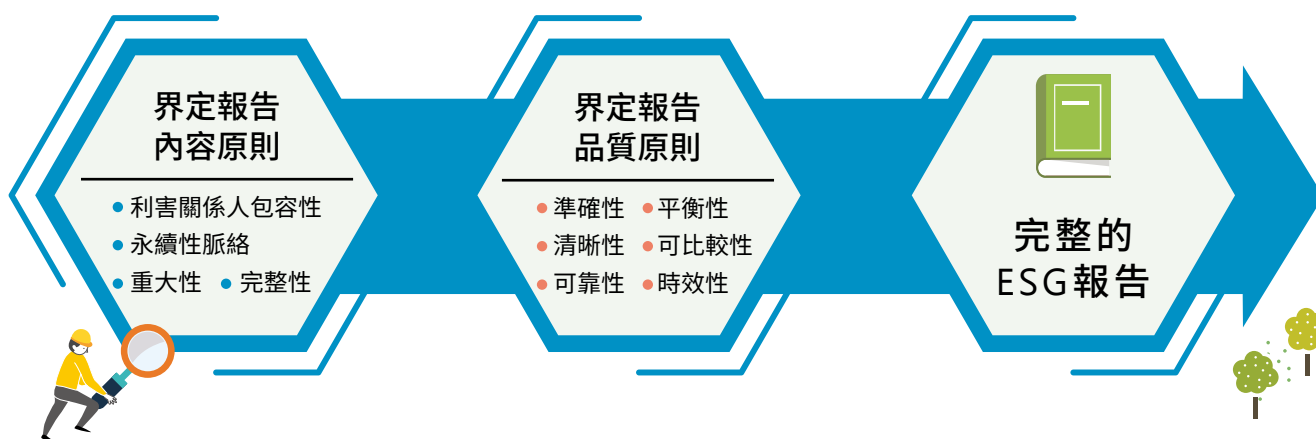 界定報告
內容原則
利害關係人包容性
永續性脈絡
重大性 完整性
界定報告
品質原則
準確性 平衡性
清晰性 可比較性
可靠性 時效性
完整的
ESG報告